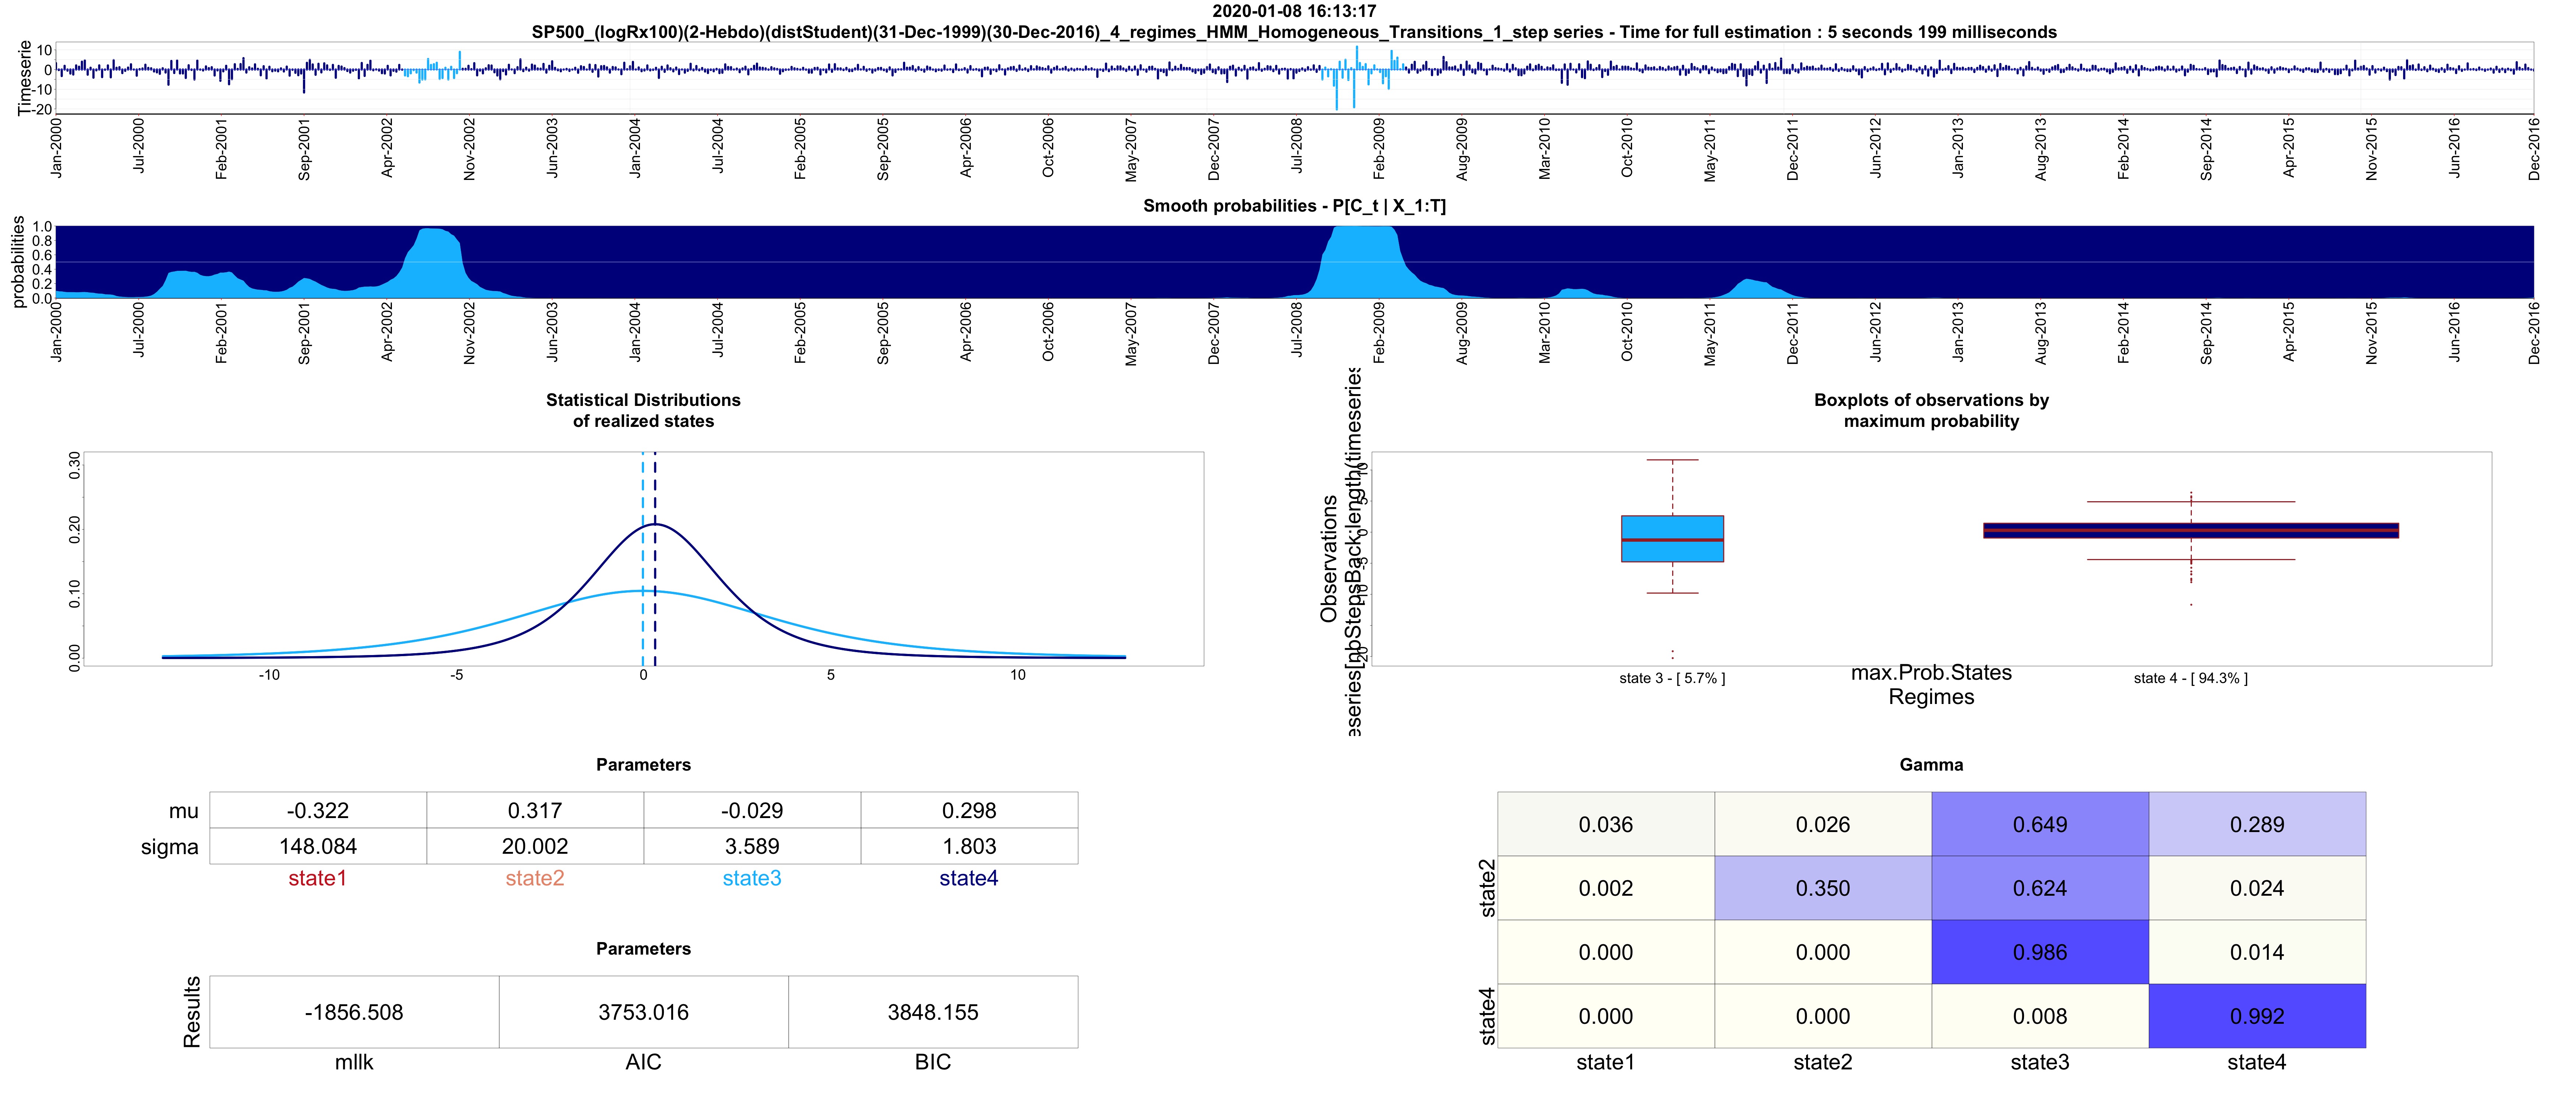 2020-01-08 16:13:17
SP500_(logRx100)(2-Hebdo)(distStudent)(31-Dec-1999)(30-Dec-2016)_4_regimes_HMM_Homogeneous_Transitions_1_step series - Time for full estimation : 5 seconds 199 milliseconds
Timeserie
10
0
-10
-20
Jan-2000 Jul-2000 Feb-2001 Sep-2001 Apr-2002 Nov-2002 Jun-2003 Jan-2004 Jul-2004 Feb-2005 Sep-2005 Apr-2006 Oct-2006 May-2007 Dec-2007 Jul-2008 Feb-2009 Aug-2009 Mar-2010 Oct-2010 May-2011 Dec-2011 Jun-2012 Jan-2013 Aug-2013 Feb-2014 Sep-2014 Apr-2015 Nov-2015 Jun-2016 Dec-2016
Smooth probabilities - P[C_t | X_1:T]
probabilities
1.0
0.8
0.6
0.4
0.2
0.0
Jan-2000 Jul-2000 Feb-2001 Sep-2001 Apr-2002 Nov-2002 Jun-2003 Jan-2004 Jul-2004 Feb-2005 Sep-2005 Apr-2006 Oct-2006 May-2007 Dec-2007 Jul-2008 Feb-2009 Aug-2009 Mar-2010 Oct-2010 May-2011 Dec-2011 Jun-2012 Jan-2013 Aug-2013 Feb-2014 Sep-2014 Apr-2015 Nov-2015 Jun-2016 Dec-2016
Statistical Distributions
of realized states
0.30
0.20
0.10
0.00
-10 -5 0 5 10
Boxplots of observations by
maximum probability
Observations
eseries[nbStepsBack:length(timeseries
0
state 3 - [ 5.7% ] state 4 - [ 94.3% ]
max.Prob.States
Regimes
Parameters
mu -0.322 0.317 -0.029 0.298
sigma 148.084 20.002 3.589 1.803
state1 state2 state3 state4
Parameters
Results -1856.508 3753.016 3848.155
mllk AIC BIC
Gamma
0.036 0.026 0.649 0.289
state2 0.002 0.350 0.624 0.024
0.000 0.000 0.986 0.014
state4 0.000 0.000 0.008 0.992
state1 state2 state3 state4